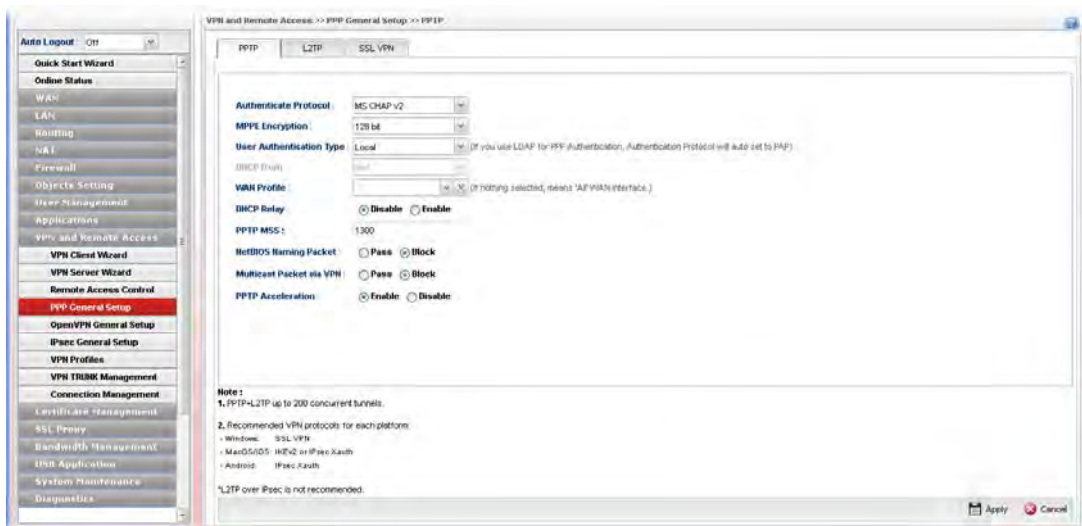 VPN and Remote Access >> PPP General Setup >> PPTP
Auto Logout : Off
Quick Start Wizard
Online Status
WAN
LAN
Routing
NAT
Firewall
Objects Setting
User Management
Applications
VPN and Remote Access
VPN Client Wizard
VPN Server Wizard
Remote Access Control
PPP General Setup
OpenVPN General Setup
IPsec General Setup
VPN Profiles
VPN TRUNK Management
Connection Management
Certificate Management
SSL Proxy
Bandwidth Management
USB Application
System Maintenance
Diagnostics
PPTP L2TP SSL VPN
Authenticate Protocol : MS CHAP v2
MPPE Encryption : 128 bit
User Authentication Type : Local (If you use LDAP for PPP Authentication, Authentication Protocol will auto set to PAP)
DHCP From
WAN Profile : (If nothing selected, means 'All' WAN interface.)
DHCP Relay Disable Enable
PPTP MSS : 1300
NetBIOS Naming Packet : Pass Block
Multicast Packet via VPN : Pass Block
PPTP Acceleration Enable Disable
Note :
1. PPTP+L2TP up to 200 concurrent tunnels.
2. Recommended VPN protocols for each platform:
- Windows: SSL VPN
- MacOS/iOS: IKEv2 or IPsec Xauth
- Android: IPsec Xauth
*L2TP over IPsec is not recommended.
Apply Cancel